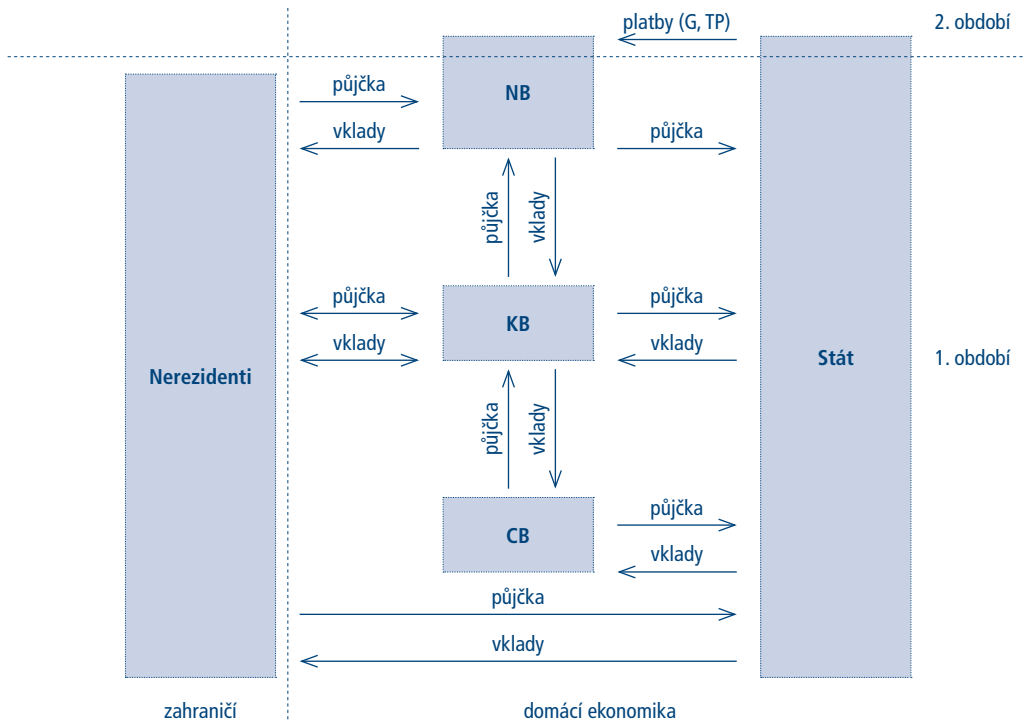 platby (G, TP)
2. období
NB
půjčka
vklady
půjčka
půjčka
vklady
půjčka
vklady
KB
půjčka
vklady
Nerezidenti
Stát
1. období
půjčka
vklady
CB
půjčka
vklady
půjčka
vklady
zahraničí
domácí ekonomika